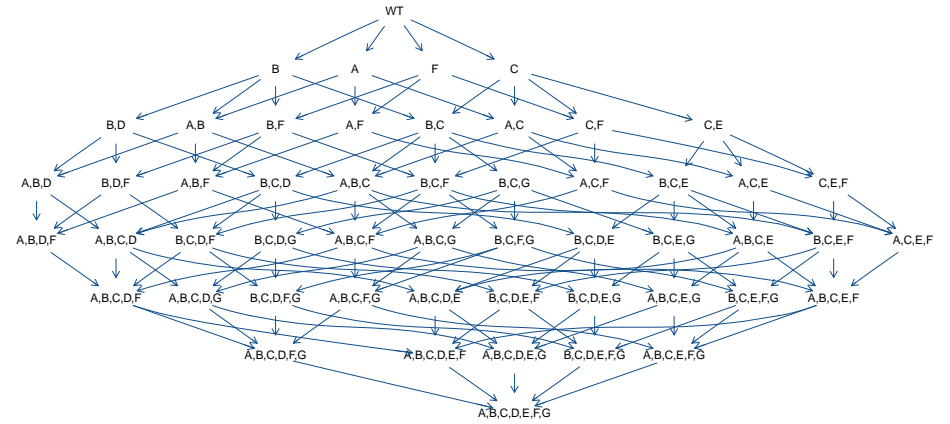 WT
B A F C
B,D A,B B,F A,F B,C A,C C,F C,E
A,B,D B,D,F A,B,F B,C,D A,B,C B,C,F B,C,G A,C,F B,C,E A,C,E C,E,F
A,B,D,F A,B,C,D B,C,D,F B,C,D,G A,B,C,F A,B,C,G B,C,F,G B,C,D,E B,C,E,G A,B,C,E B,C,E,F A,C,E,F
A,B,C,D,F A,B,C,D,G B,C,D,F,G A,B,C,F,G A,B,C,D,E B,C,D,E,F B,C,D,E,G A,B,C,E,G B,C,E,F,G A,B,C,E,F
A,B,C,D,F,G A,B,C,D,E,F A,B,C,D,E,G B,C,D,E,F,G A,B,C,E,F,G
A,B,C,D,E,F,G